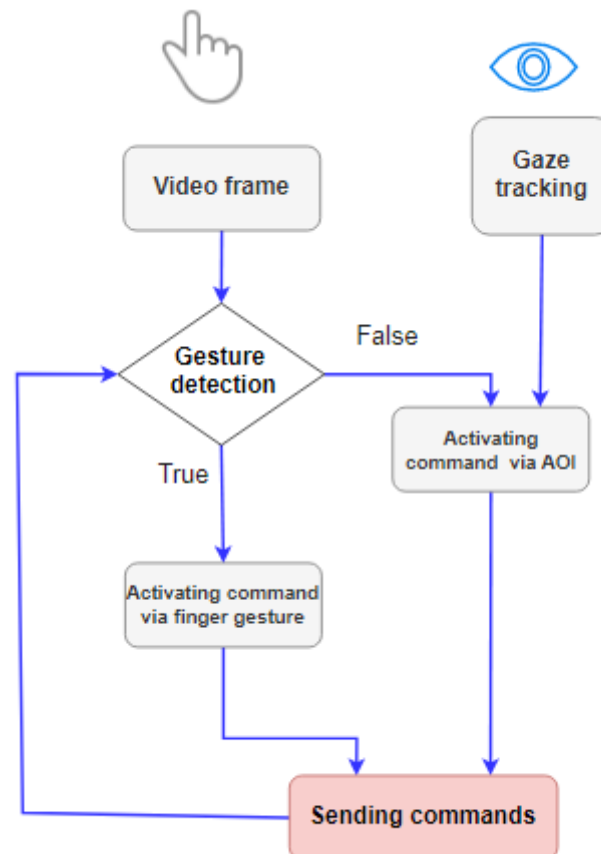 Video frame
Gaze
tracking
Gesture
detection
False
True
Activating
command via AOI
Activating command
via finger gesture
Sending commands